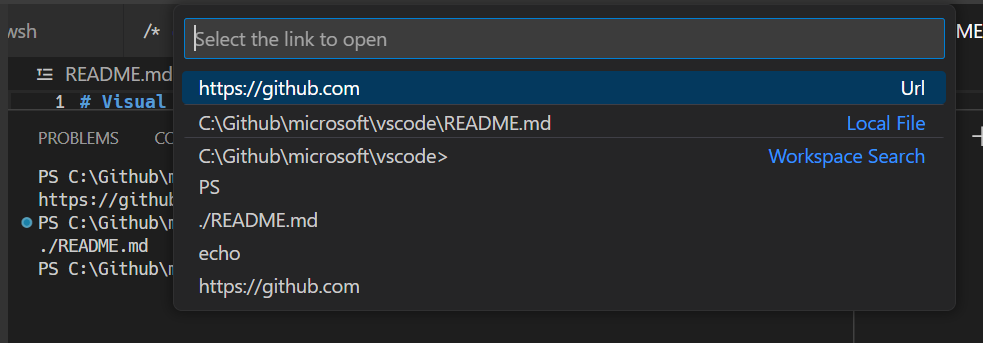 wsh /*
Select the link to open
ME
README.md
https://github.com Url
1 # Visual
C:\Github\microsoft\vscode\README.md Local File
PROBLEMS
C:\Github\microsoft\vscode> Workspace Search
PS C:\Github\
PS
https://github
./README.md
PS C:\Github\
./README.md
echo
PS C:\Github\
https://github.com